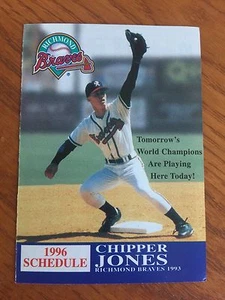 RICHMOND
Braves
Tomorrow's
World Champions
Are Playing
Here Today!
1996
SCHEDULE
CHIPPER
JONES
RICHMOND BRAVES 1993